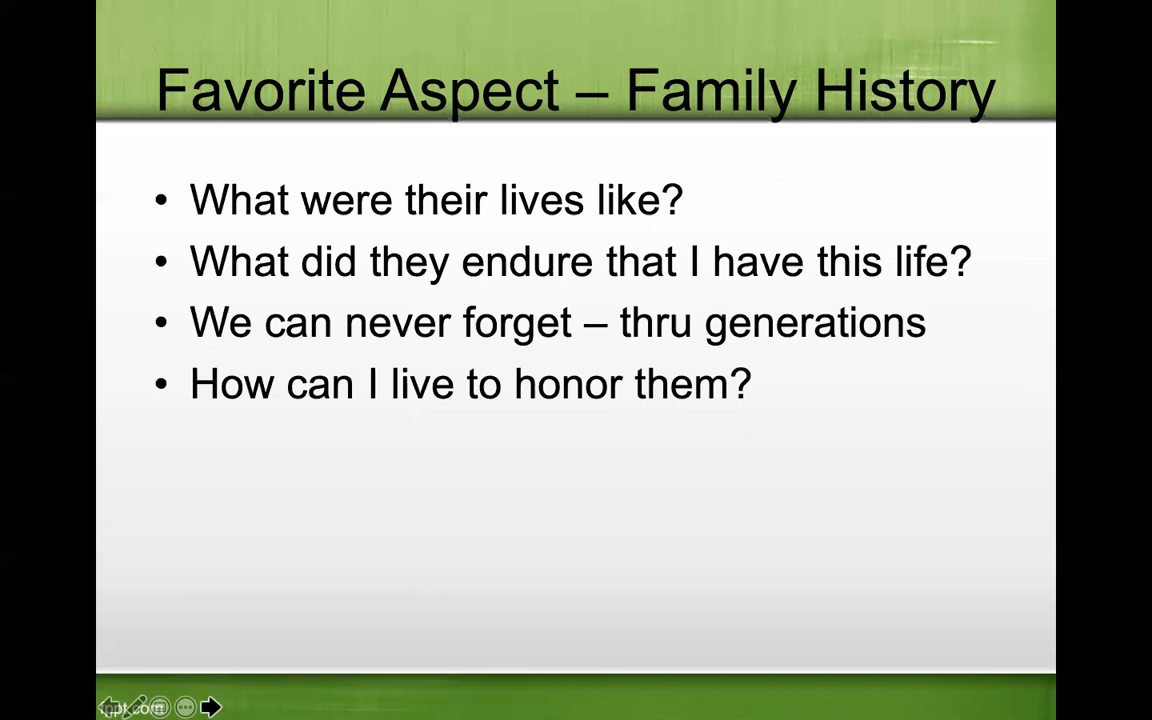 Favorite Aspect – Family History
• What were their lives like?
• What did they endure that I have this life?
• We can never forget – thru generations
• How can I live to honor them?